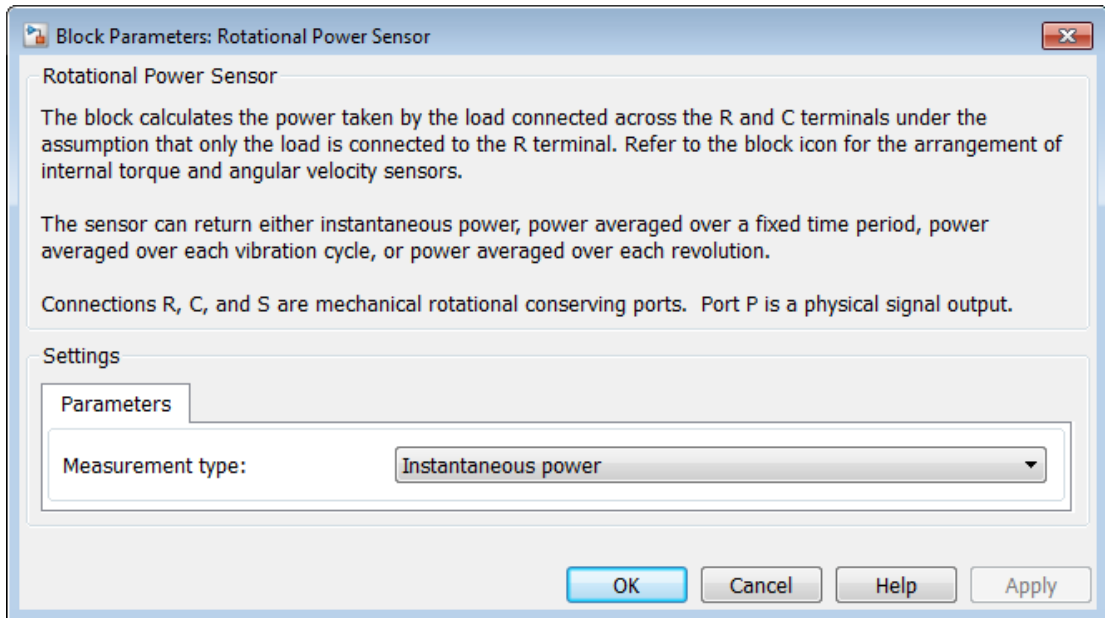 Block Parameters: Rotational Power Sensor
Rotational Power Sensor
The block calculates the power taken by the load connected across the R and C terminals under the
assumption that only the load is connected to the R terminal. Refer to the block icon for the arrangement of
internal torque and angular velocity sensors.
The sensor can return either instantaneous power, power averaged over a fixed time period, power
averaged over each vibration cycle, or power averaged over each revolution.
Connections R, C, and S are mechanical rotational conserving ports.  Port P is a physical signal output.
Settings
Parameters
Measurement type: Instantaneous power
OK Cancel Help Apply